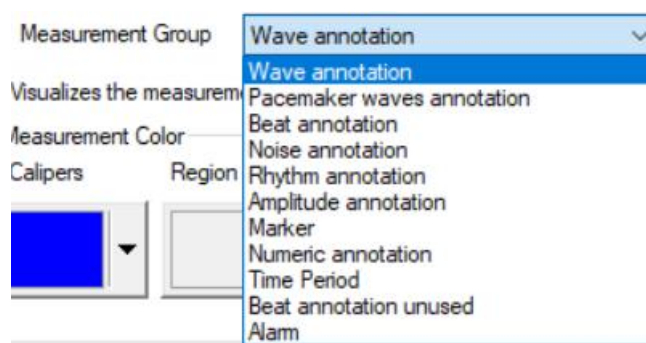 Measurement Group Wave annotation
Wave annotation
Visualizes the measurem
Pacemaker waves annotation
Beat annotation
Measurement Color
Noise annotation
Calipers Region Rhythm annotation
Amplitude annotation
Marker
Numeric annotation
Time Period
Beat annotation unused
Alarm